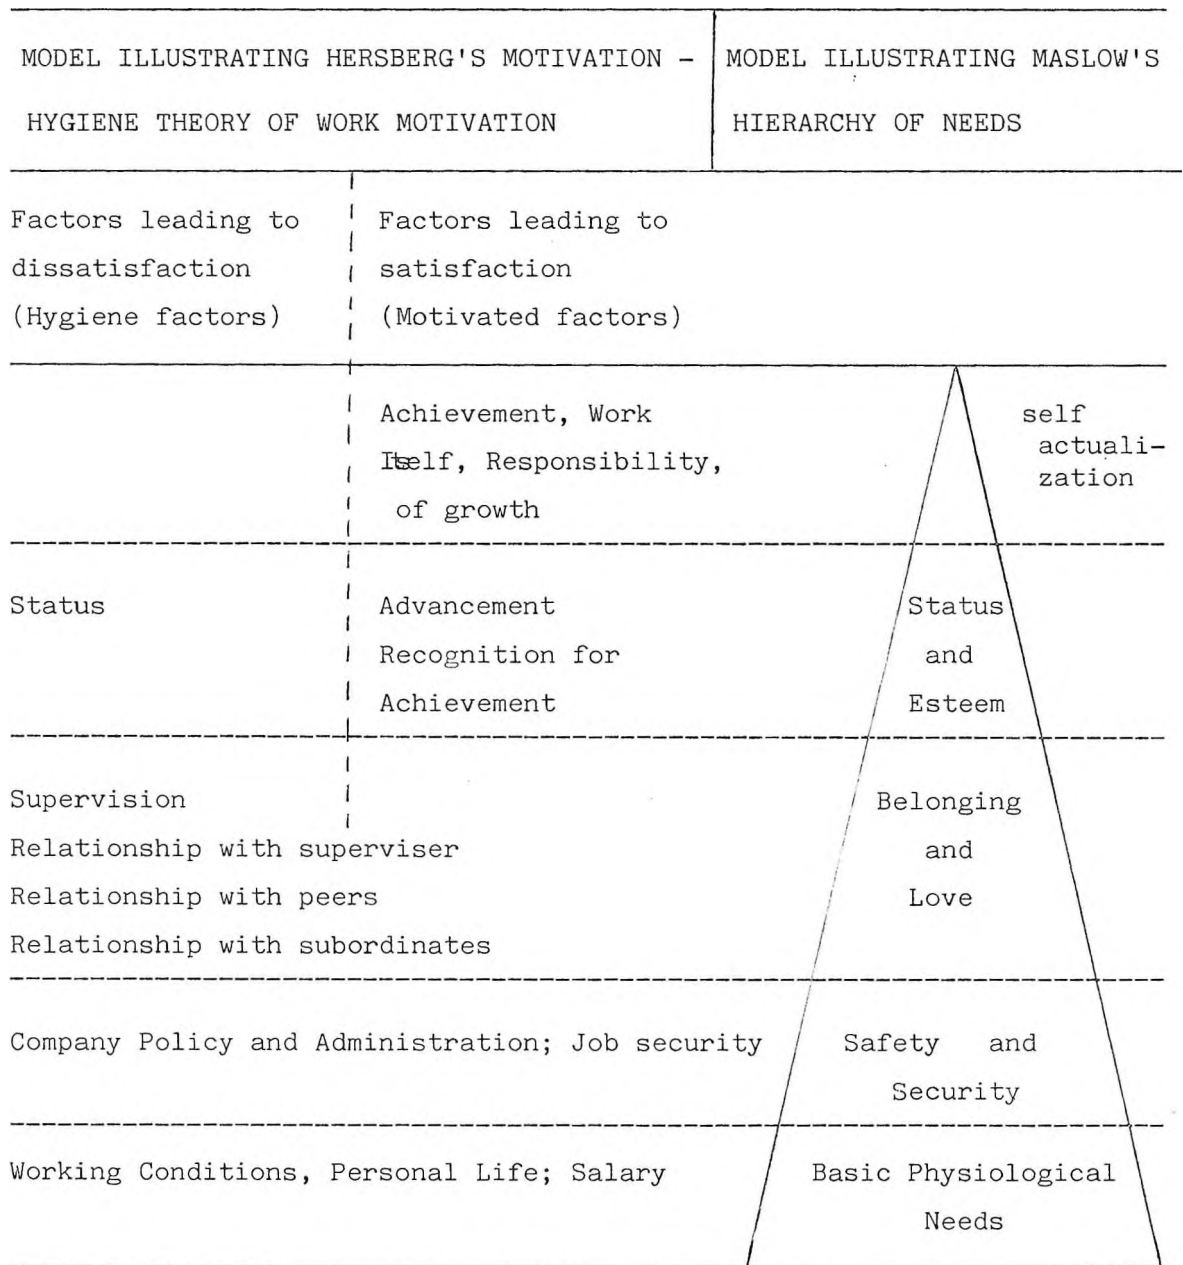 MODEL ILLUSTRATING HERSBERG'S MOTIVATION -
HYGIENE THEORY OF WORK MOTIVATION
MODEL ILLUSTRATING MASLOW'S
HIERARCHY OF NEEDS
Factors leading to
dissatisfaction
(Hygiene factors)
Factors leading to
satisfaction
(Motivated factors)
Achievement, Work
Itself, Responsibility,
of growth
self
actuali-
zation
Status
Advancement
Recognition for
Achievement
Status
and
Esteem
Supervision
Relationship with superviser
Relationship with peers
Relationship with subordinates
Belonging
and
Love
Company Policy and Administration; Job security
Safety and
Security
Working Conditions, Personal Life; Salary
Basic Physiological
Needs